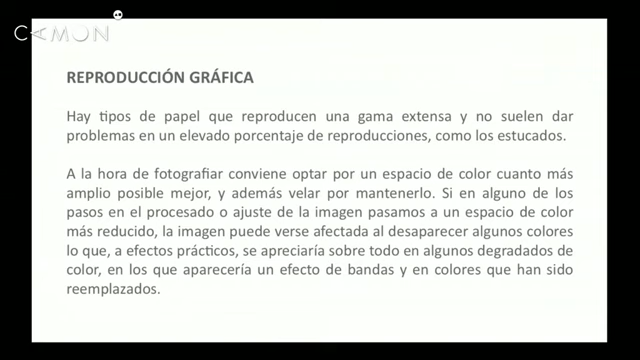 CAMON
REPRODUCCIÓN GRÁFICA
Hay tipos de papel que reproducen una gama extensa y no suelen dar
problemas en un elevado porcentaje de reproducciones, como los estucados.
A la hora de fotografiar conviene optar por un espacio de color cuanto más
amplio posible mejor, y además velar por mantenerlo. Si en alguno de los
pasos en el procesado o ajuste de la imagen pasamos a un espacio de color
más reducido, la imagen puede verse afectada al desaparecer algunos colores
lo que, a efectos prácticos, se apreciaría sobre todo en algunos degradados de
color, en los que aparecería un efecto de bandas y en colores que han sido
reemplazados.